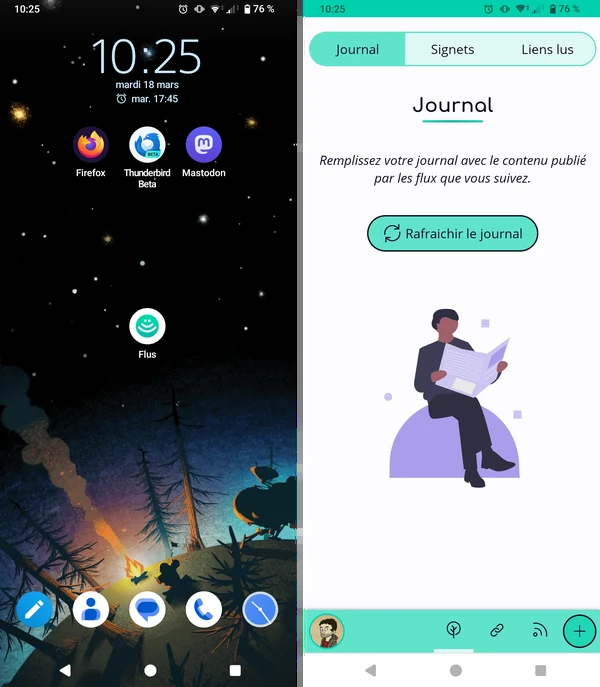 10:25
76 %
10:25
mardi 18 mars
mar. 17:45
Firefox
BETA
Thunderbird
Beta
Mastodon
Flus
10:25
76 %
Journal
Signets
Liens lus
Journal
Remplissez votre journal avec le contenu publié
par les flux que vous suivez.
Rafraichir le journal